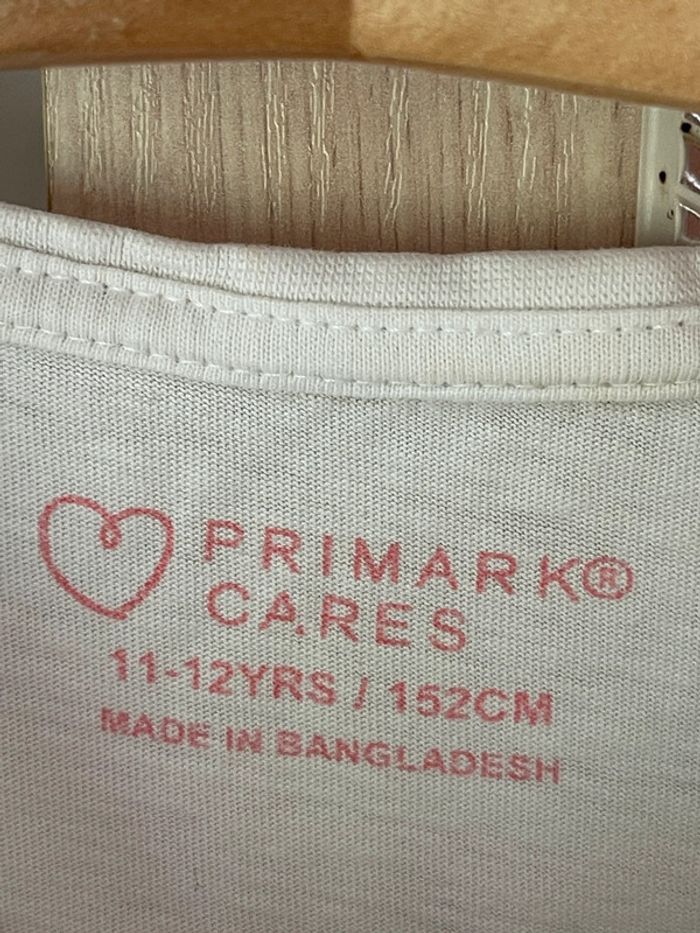 PRIMARK®
CARES
11-12YRS / 152CM
MADE IN BANGLADESH